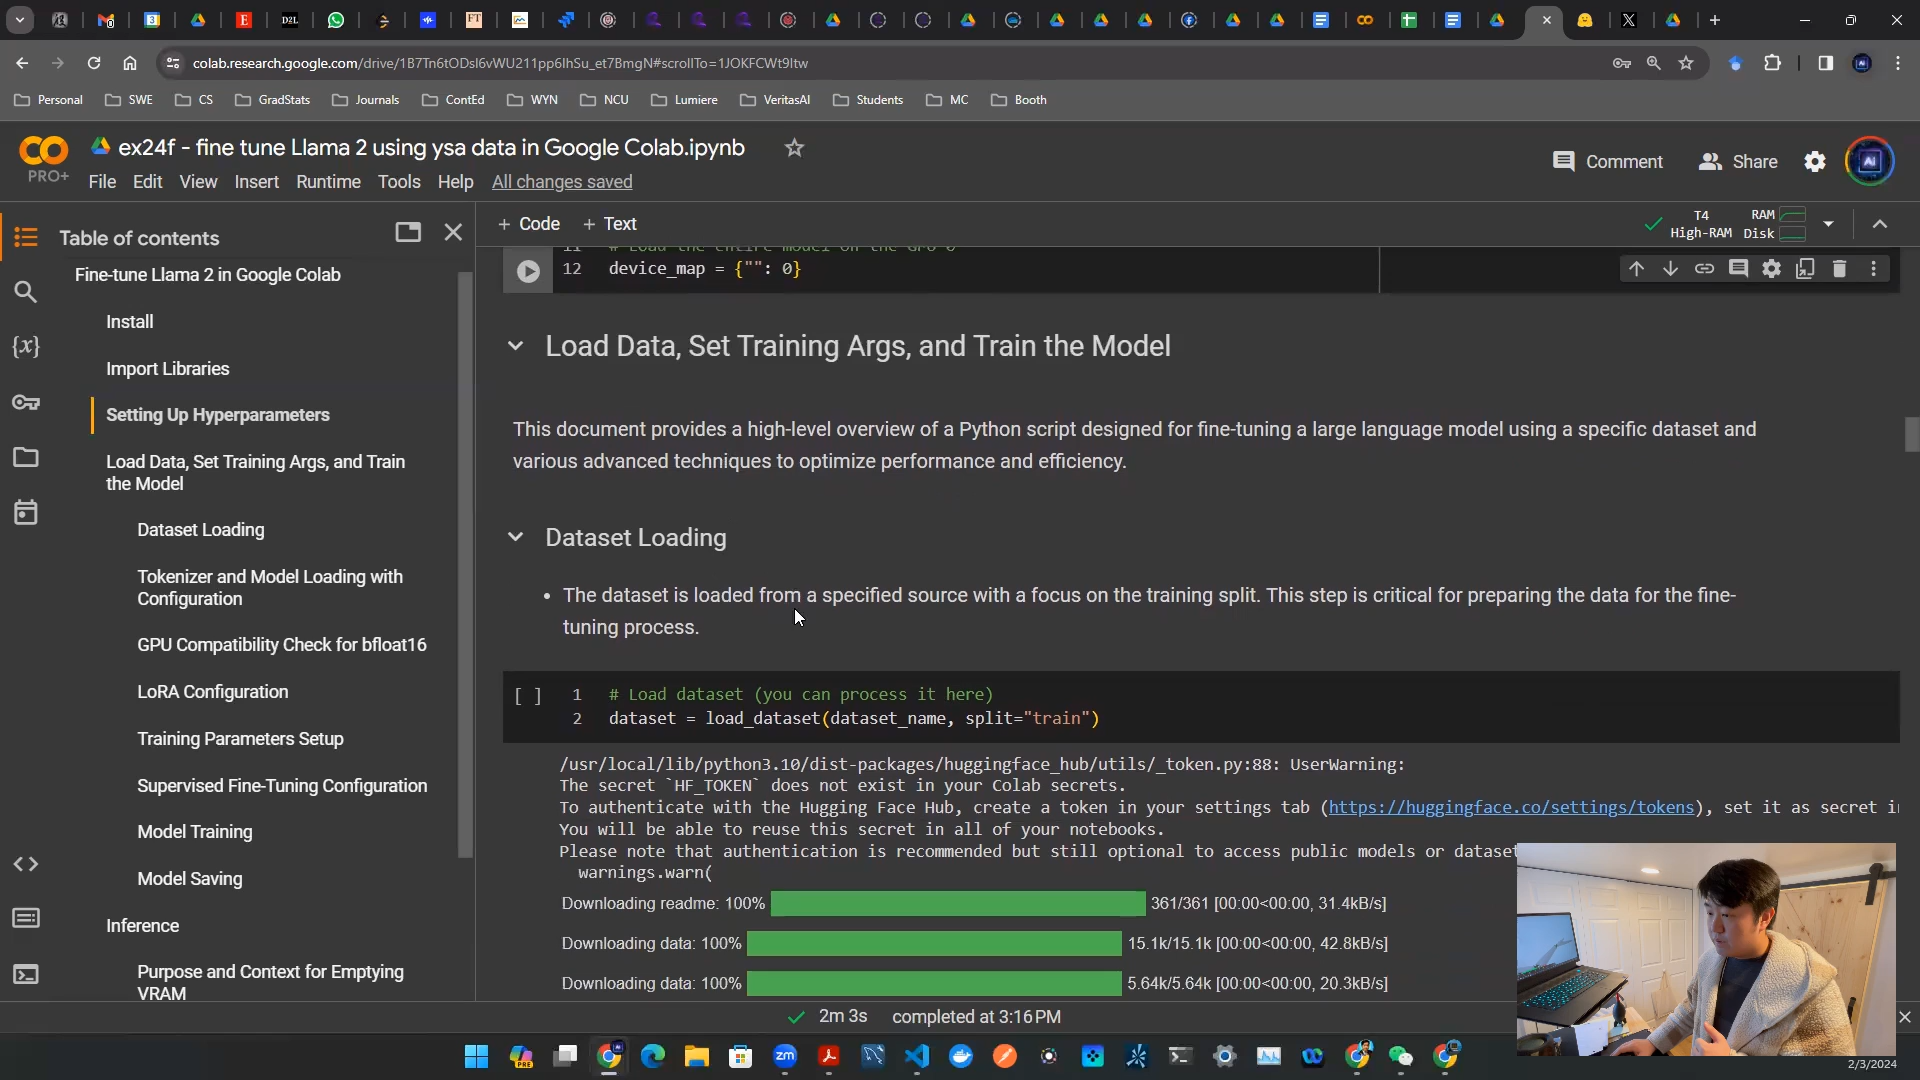 colab.research.google.com/drive/1B7Tn6tODsl6vWU211pp6IhSu_et7BmgN#scrollTo=1JOKFCWt9Itw
Personal SWE CS GradStats Journals ContEd WYN NCU Lumiere VeritasAI Students MC Booth
CO PRO+
ex24f - fine tune Llama 2 using ysa data in Google Colab.ipynb
File Edit View Insert Runtime Tools Help All changes saved
Comment Share
Table of contents
Fine-tune Llama 2 in Google Colab
Install
Import Libraries
Setting Up Hyperparameters
Load Data, Set Training Args, and Train
the Model
Dataset Loading
Tokenizer and Model Loading with
Configuration
GPU Compatibility Check for bfloat16
LoRA Configuration
Training Parameters Setup
Supervised Fine-Tuning Configuration
Model Training
Model Saving
Inference
Purpose and Context for Emptying
VRAM
+ Code + Text
T4 RAM
High-RAM Disk
11 # Load the entire model on the GPU 0
12 device_map = {"": 0}
Load Data, Set Training Args, and Train the Model
This document provides a high-level overview of a Python script designed for fine-tuning a large language model using a specific dataset and
various advanced techniques to optimize performance and efficiency.
Dataset Loading
• The dataset is loaded from a specified source with a focus on the training split. This step is critical for preparing the data for the fine-
tuning process.
[ ] 1 # Load dataset (you can process it here)
2 dataset = load_dataset(dataset_name, split="train")
/usr/local/lib/python3.10/dist-packages/huggingface_hub/utils/_token.py:88: UserWarning:
The secret `HF_TOKEN` does not exist in your Colab secrets.
To authenticate with the Hugging Face Hub, create a token in your settings tab (https://huggingface.co/settings/tokens), set it as secret i
You will be able to reuse this secret in all of your notebooks.
Please note that authentication is recommended but still optional to access public models or dataset
warnings.warn(
Downloading readme: 100% 361/361 [00:00<00:00, 31.4kB/s]
Downloading data: 100% 15.1k/15.1k [00:00<00:00, 42.8kB/s]
Downloading data: 100% 5.64k/5.64k [00:00<00:00, 20.3kB/s]
2m 3s completed at 3:16 PM
2/3/2024